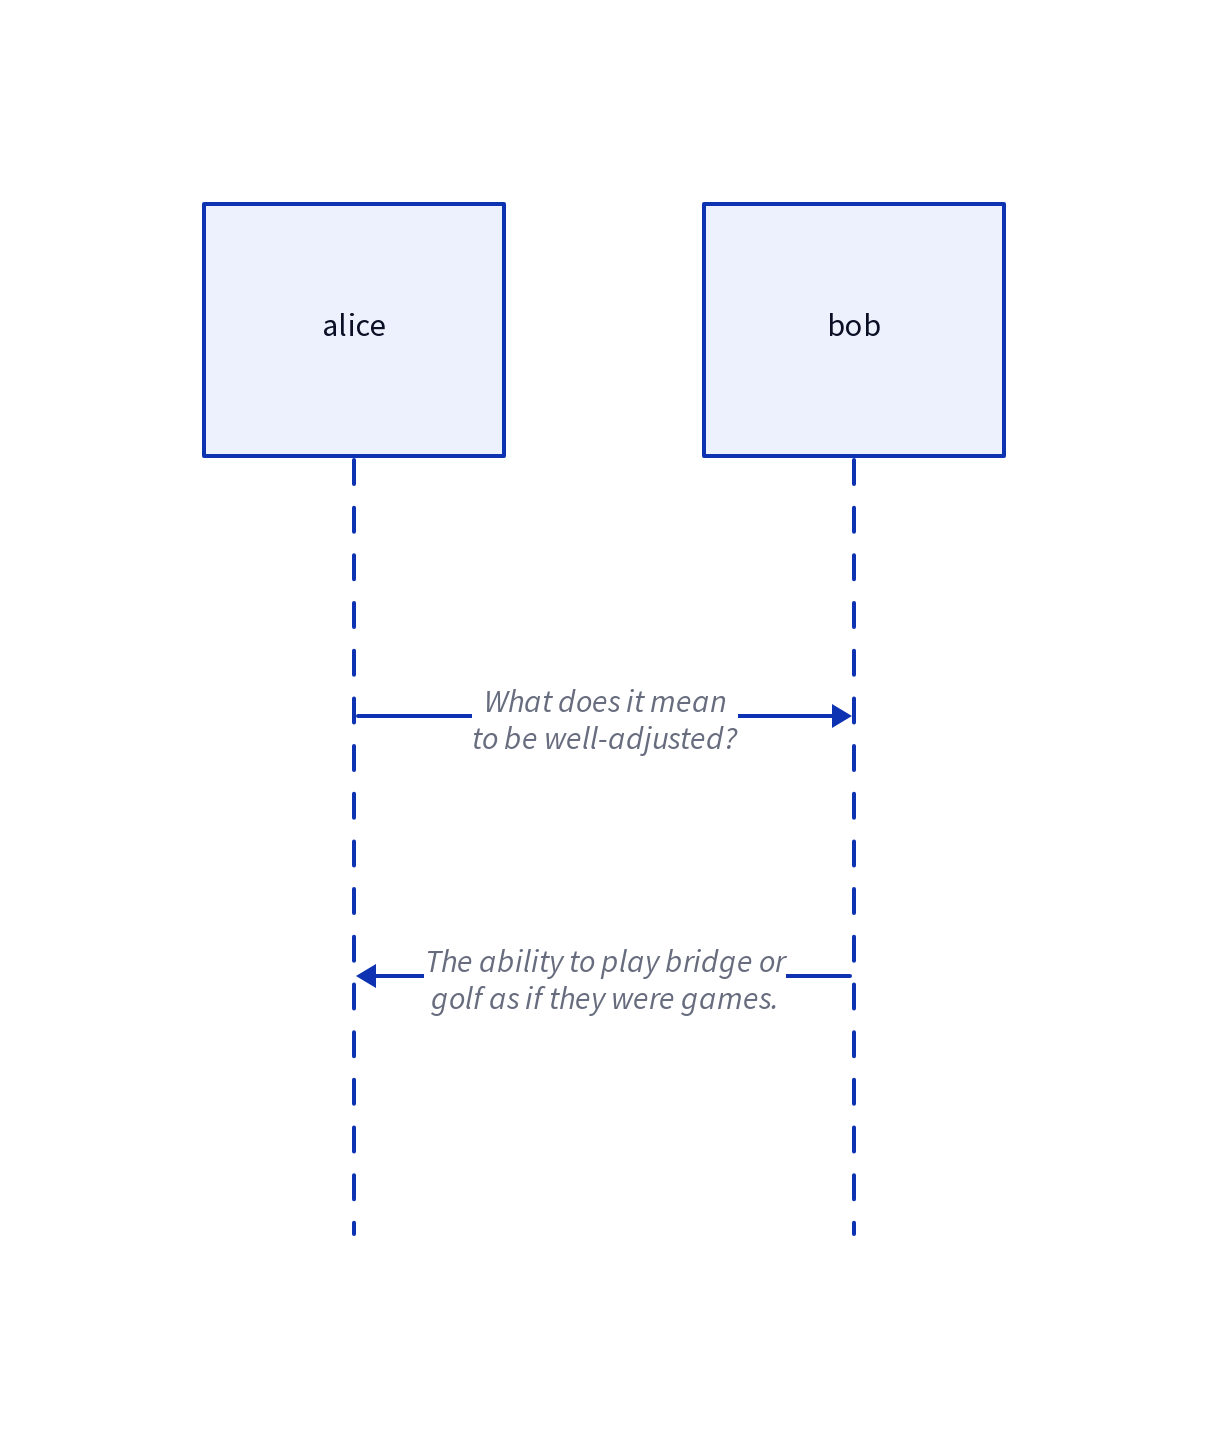 alice
bob
What does it mean
to be well-adjusted?
The ability to play bridge or
golf as if they were games.